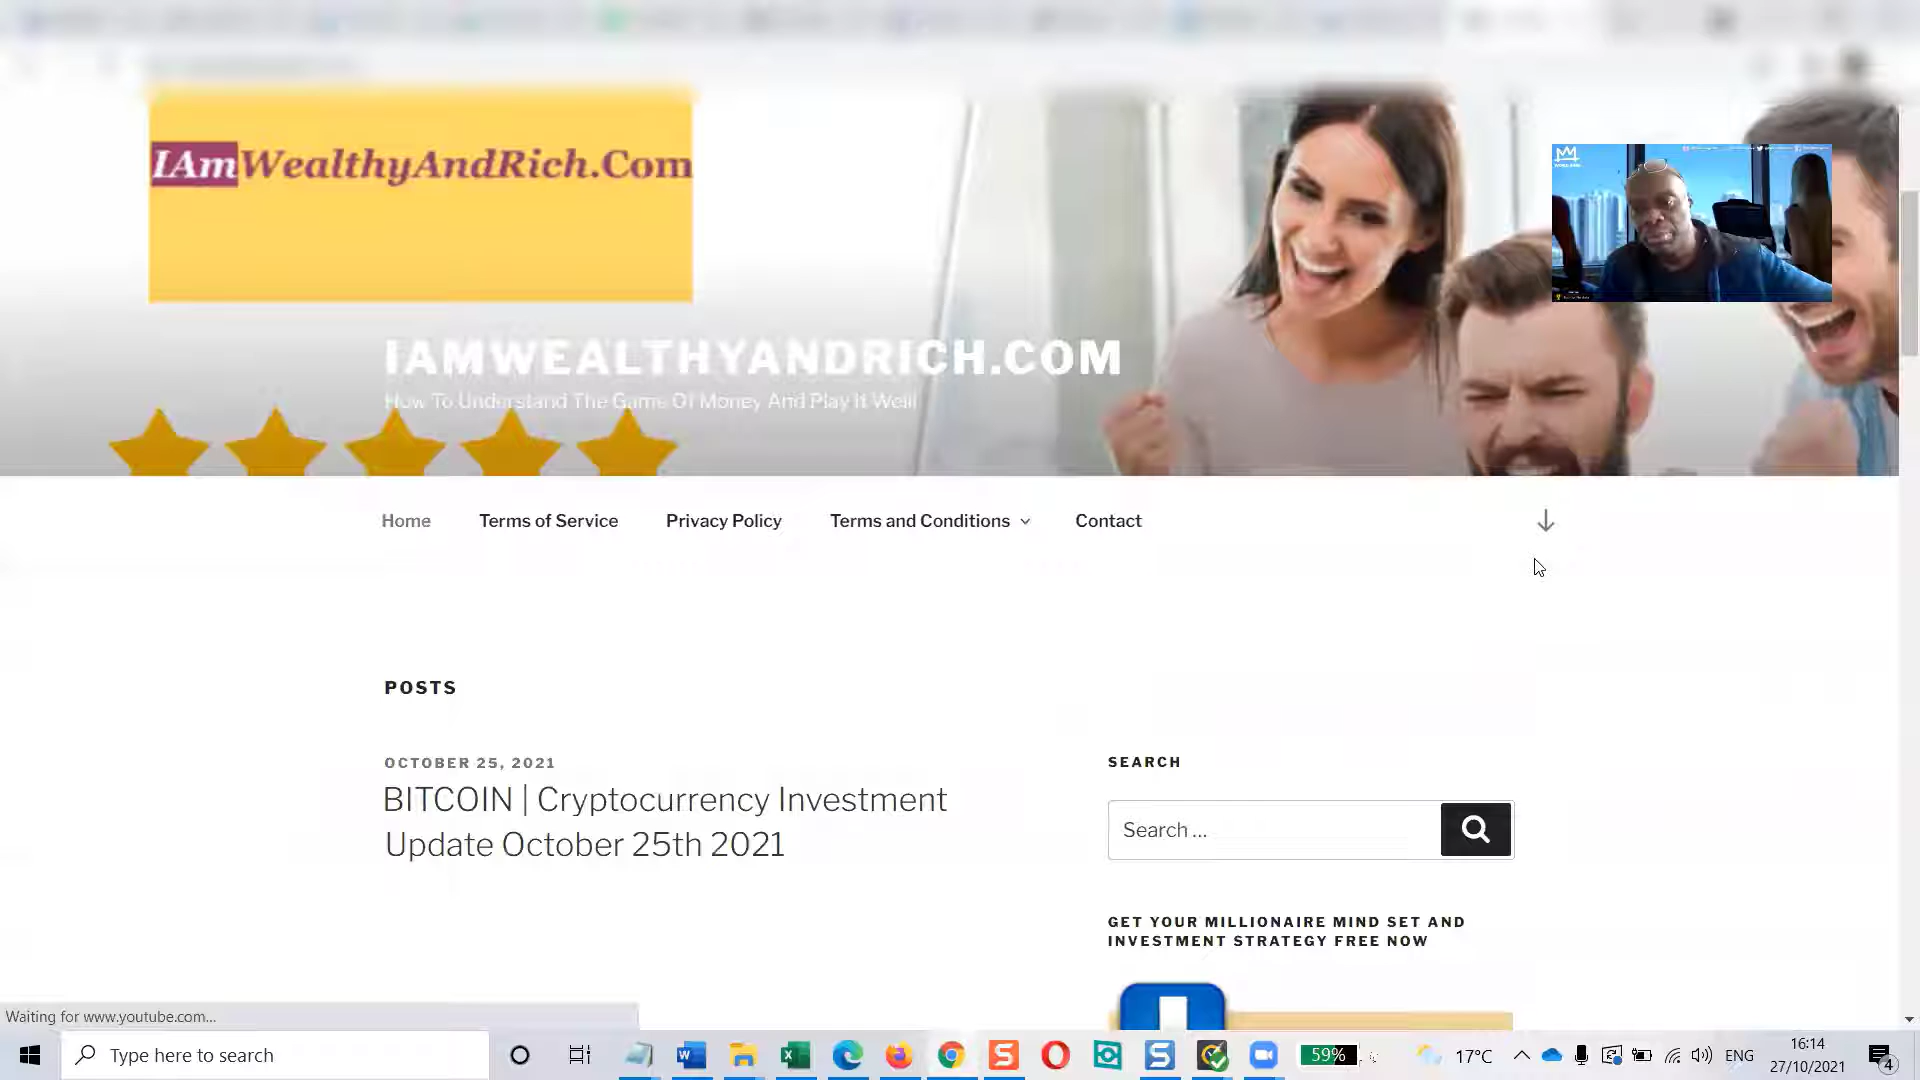 IAmWealthyAndRich.Com
IAMWEALTHYANDRICH.COM
How To Understand The Game Of Money And Play It Well!
Home Terms of Service Privacy Policy Terms and Conditions Contact
POSTS
OCTOBER 25, 2021
BITCOIN | Cryptocurrency Investment
Update October 25th 2021
SEARCH
Search ...
GET YOUR MILLIONAIRE MIND SET AND
INVESTMENT STRATEGY FREE NOW
Waiting for www.youtube.com...
Type here to search
59%
17°C
ENG
16:14
27/10/2021
4